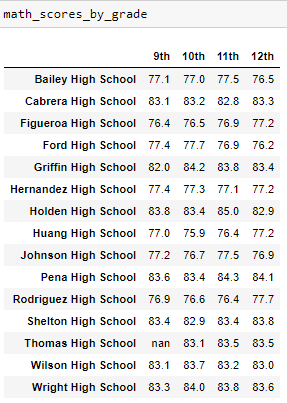 math_scores_by_grade
9th 10th 11th 12th
Bailey High School 77.1 77.0 77.5 76.5
Cabrera High School 83.1 83.2 82.8 83.3
Figueroa High School 76.4 76.5 76.9 77.2
Ford High School 77.4 77.7 76.9 76.2
Griffin High School 82.0 84.2 83.8 83.4
Hernandez High School 77.4 77.3 77.1 77.2
Holden High School 83.8 83.4 85.0 82.9
Huang High School 77.0 75.9 76.4 77.2
Johnson High School 77.2 76.7 77.5 76.9
Pena High School 83.6 83.4 84.3 84.1
Rodriguez High School 76.9 76.6 76.4 77.7
Shelton High School 83.4 82.9 83.4 83.8
Thomas High School nan 83.1 83.5 83.5
Wilson High School 83.1 83.7 83.2 83.0
Wright High School 83.3 84.0 83.8 83.6